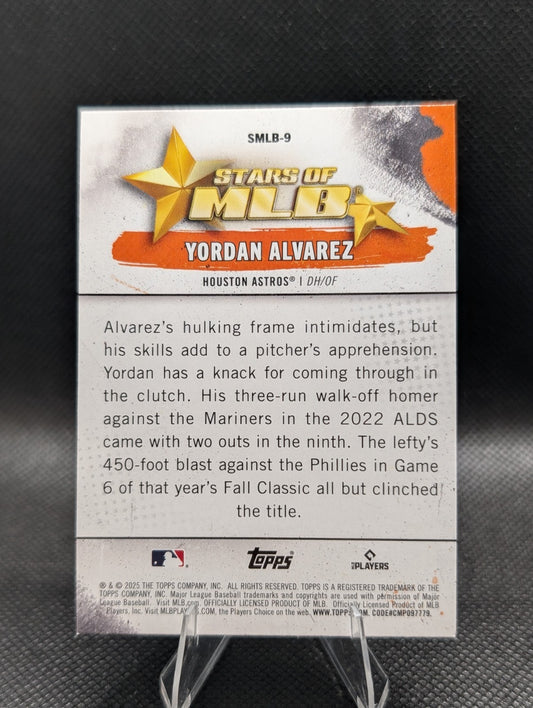 SMLB-9
STARS OF
MLB®
YORDAN ALVAREZ
HOUSTON ASTROS® | DH/OF
Alvarez's hulking frame intimidates, but
his skills add to a pitcher's apprehension.
Yordan has a knack for coming through in
the clutch. His three-run walk-off homer
against the Mariners in the 2022 ALDS
came with two outs in the ninth. The lefty's
450-foot blast against the Phillies in Game
6 of that year's Fall Classic all but clinched
the title.
topps
PLAYERS
® & © 2025 THE TOPPS COMPANY, INC. ALL RIGHTS RESERVED. TOPPS IS A REGISTERED TRADEMARK OF THE
TOPPS COMPANY, INC. Major League Baseball trademarks and copyrights are used with permission of Major
League Baseball. Visit MLB.com. OFFICIALLY LICENSED PRODUCT OF MLB. Officially Licensed Product of MLB
Players, Inc. Visit the Players Choice on the web. CODE#CMP097779.